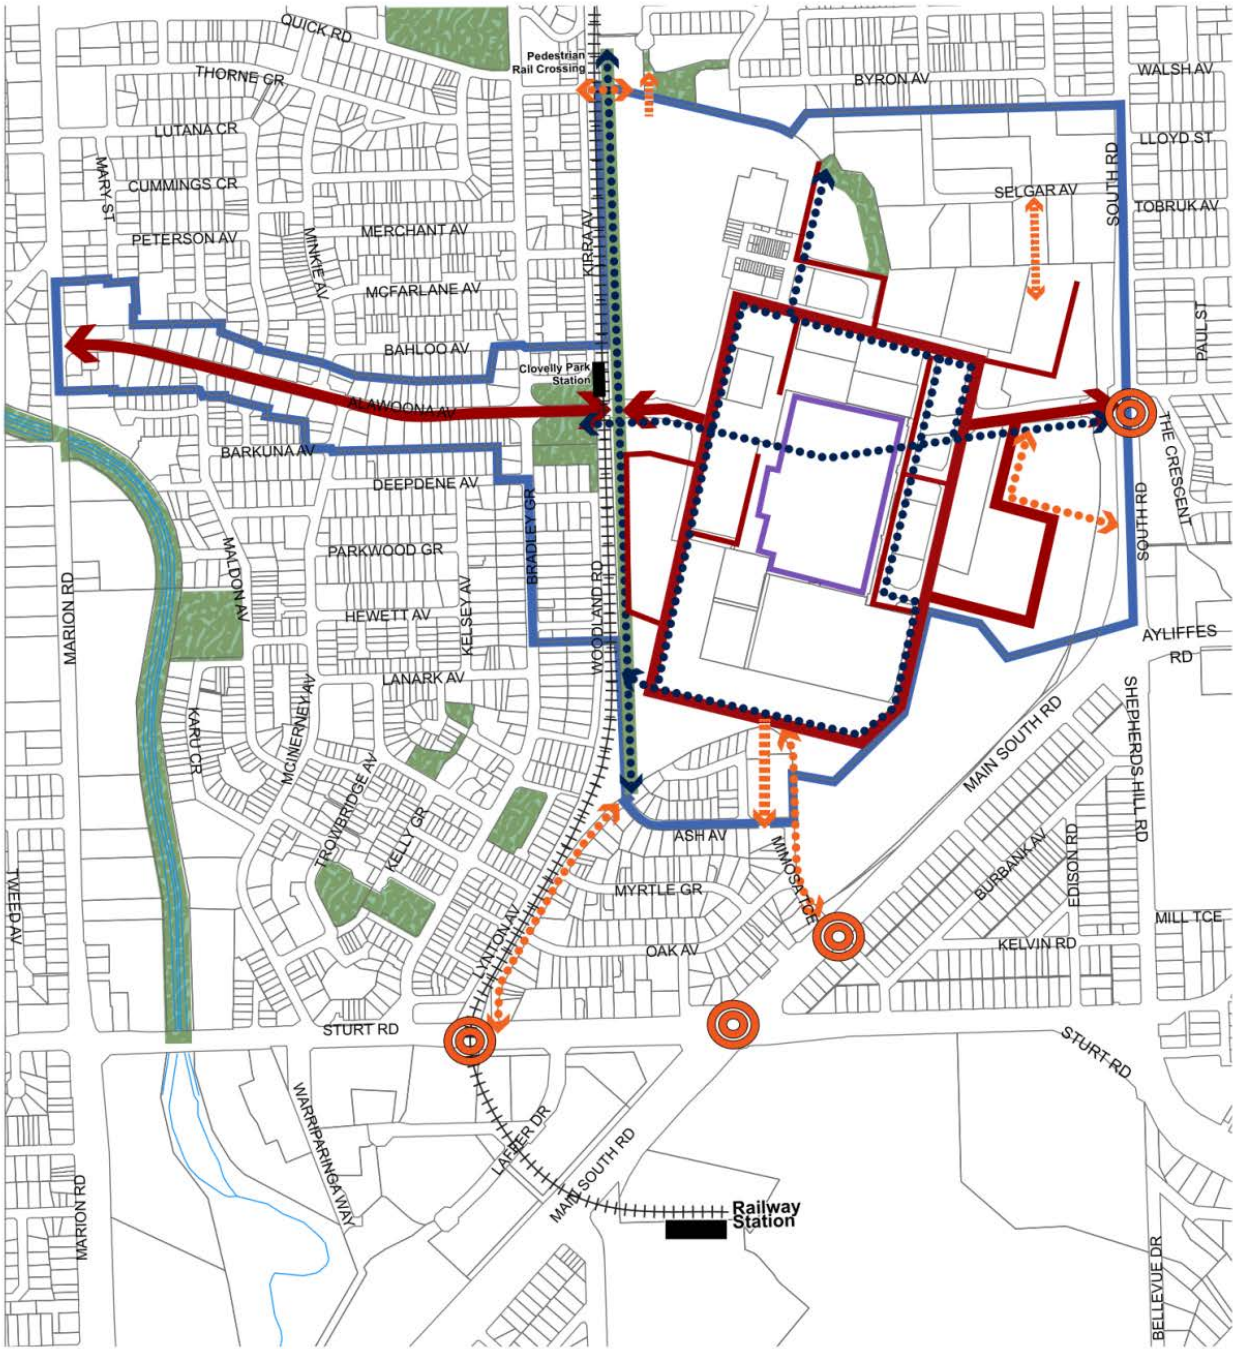 QUICK RD
Pedestrian
Rail Crossing
THORNE CR
BYRON AV
WALSH AV
LUTANA CR
LLOYD ST
MARY ST
CUMMINGS CR
SOUTH RD
SELGAR AV
TOBRUK AV
PETERSON AV
MINKIE AV
MERCHANT AV
KIRRA AV
MCFARLANE AV
PAUL ST
BAHLOO AV
Clovelly Park
Station
ALAWOONA AV
THE CRESCENT
BARKUNA AV
DEEPDENE AV
BRADLEY GR
SOUTH RD
PARKWOOD GR
MALDON AV
MARION RD
HEWETT AV
KELSEY AV
WOODLAND RD
AYLIFFES
RD
LANARK AV
KARU CR
MCINERNEY AV
SHEPHERDS HILL RD
MAIN SOUTH RD
TROWBRIDGE AV
KELLY GR
ASH AV
MIMOSA TCE
BURBANK AV
EDISON RD
TWEED AV
MYRTLE GR
MILL TCE
LYNTON AV
OAK AV
KELVIN RD
STURT RD
STURT RD
WARRIPARINGA WAY
LAFFER DR
MAIN SOUTH RD
MARION RD
Railway
Station
BELLEVUE DR